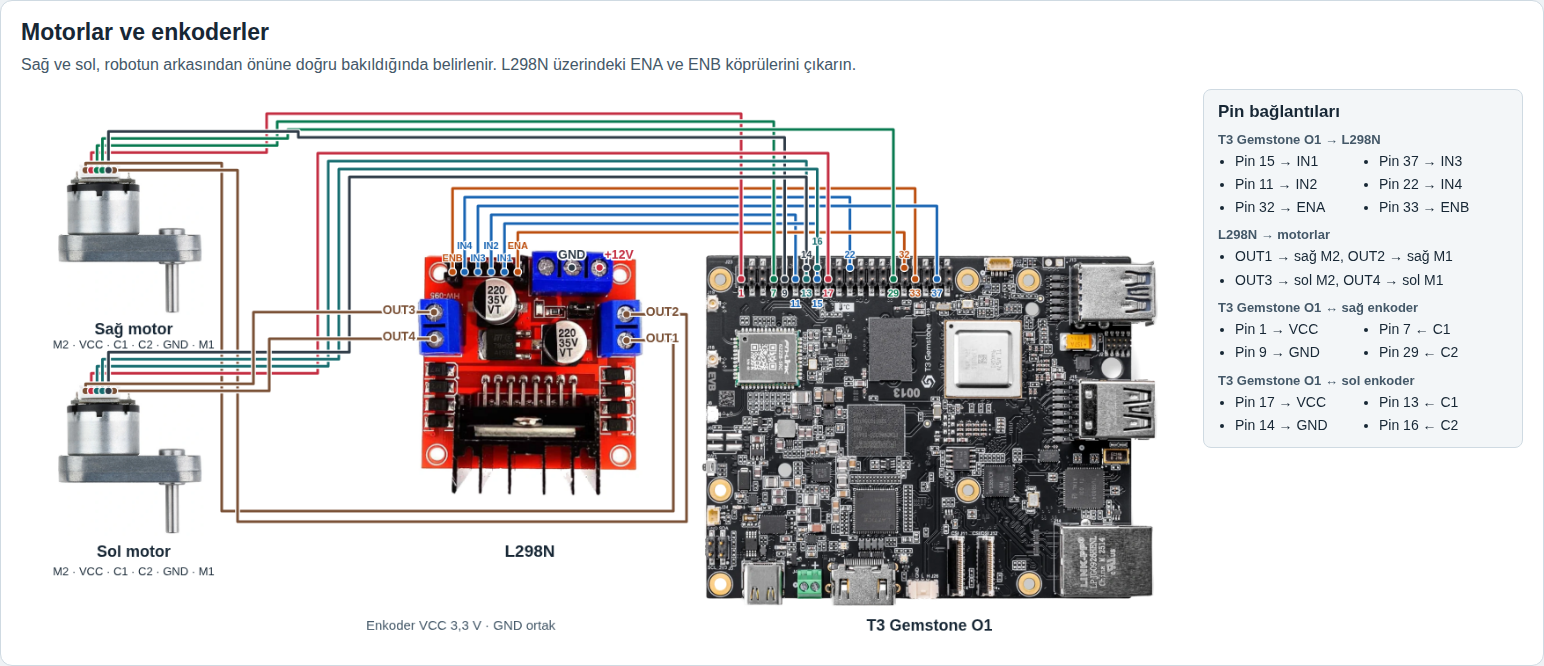 Motorlar ve enkoderler
Sağ ve sol, robotun arkasından önüne doğru bakıldığında belirlenir. L298N üzerindeki ENA ve ENB köprülerini çıkarın.
Pin bağlantıları
T3 Gemstone O1 → L298N
• Pin 15 → IN1
• Pin 37 → IN3
• Pin 11 → IN2
• Pin 22 → IN4
• Pin 32 → ENA
• Pin 33 → ENB
L298N → motorlar
• OUT1 → sağ M2, OUT2 → sağ M1
• OUT3 → sol M2, OUT4 → sol M1
T3 Gemstone O1 ↔ sağ enkoder
• Pin 1 → VCC
• Pin 7 ← C1
• Pin 9 → GND
• Pin 29 ← C2
T3 Gemstone O1 ↔ sol enkoder
• Pin 17 → VCC
• Pin 13 ← C1
• Pin 14 → GND
• Pin 16 ← C2
16
IN4 IN2 ENA
ENB IN3 IN1
GND +12V
14 22 32
1 7 9 13 17 29 33 37
11 15
HW-095
220
35V
VT
220
35V
VT
OUT3
OUT4
OUT2
OUT1
Sağ motor
M2 · VCC · C1 · C2 · GND · M1
Sol motor
M2 · VCC · C1 · C2 · GND · M1
T3 Gemstone
0013
L298N
Enkoder VCC 3,3 V · GND ortak
T3 Gemstone O1